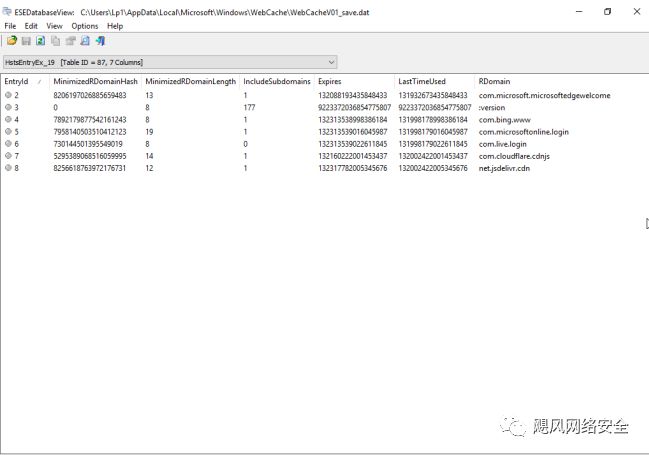 ESEDatabaseView: C:\Users\Lp1\AppData\Local\Microsoft\Windows\WebCache\WebCacheV01_save.dat
File Edit View Options Help
HstsEntryEx_19 [Table ID = 87, 7 Columns]
EntryId MinimizedRDomainHash MinimizedRDomainLength IncludeSubdomains Expires LastTimeUsed RDomain
2 8206197026885659483 13 1 132088193435848433 131932673435848433 com.microsoft.microsoftedgewelcome
3 0 8 177 9223372036854775807 9223372036854775807 :version
4 7892179877542161243 8 1 132313538998386184 131998178998386184 com.bing.www
5 7958140503510412123 19 1 132313539016045987 131998179016045987 com.microsoftonline.login
6 730144501395549019 8 0 132313539022611845 131998179022611845 com.live.login
7 5295389068516059995 14 1 132160222001453437 132002422001453437 com.cloudflare.cdnjs
8 8256618763972176731 12 1 132317782005345676 132002422005345676 net.jsdelivr.cdn
飓风网络安全